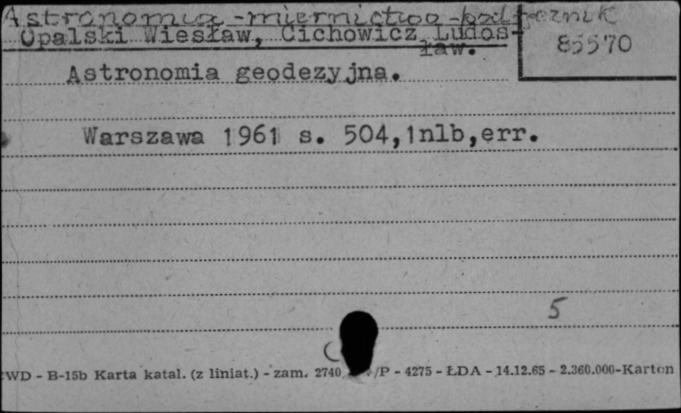 Astronomia - miernictwo - podręcznik
Opalski Wiesław, Cichowicz Ludos-
ław.
85570
Astronomia geodezyjna.
Warszawa 1961 s. 504,1nlb,err.
5
WD - B-15b Karta katal. (z liniat.) - zam. 2740 /P - 4275 - ŁDA - 14.12.65 - 2.360.000-Karton